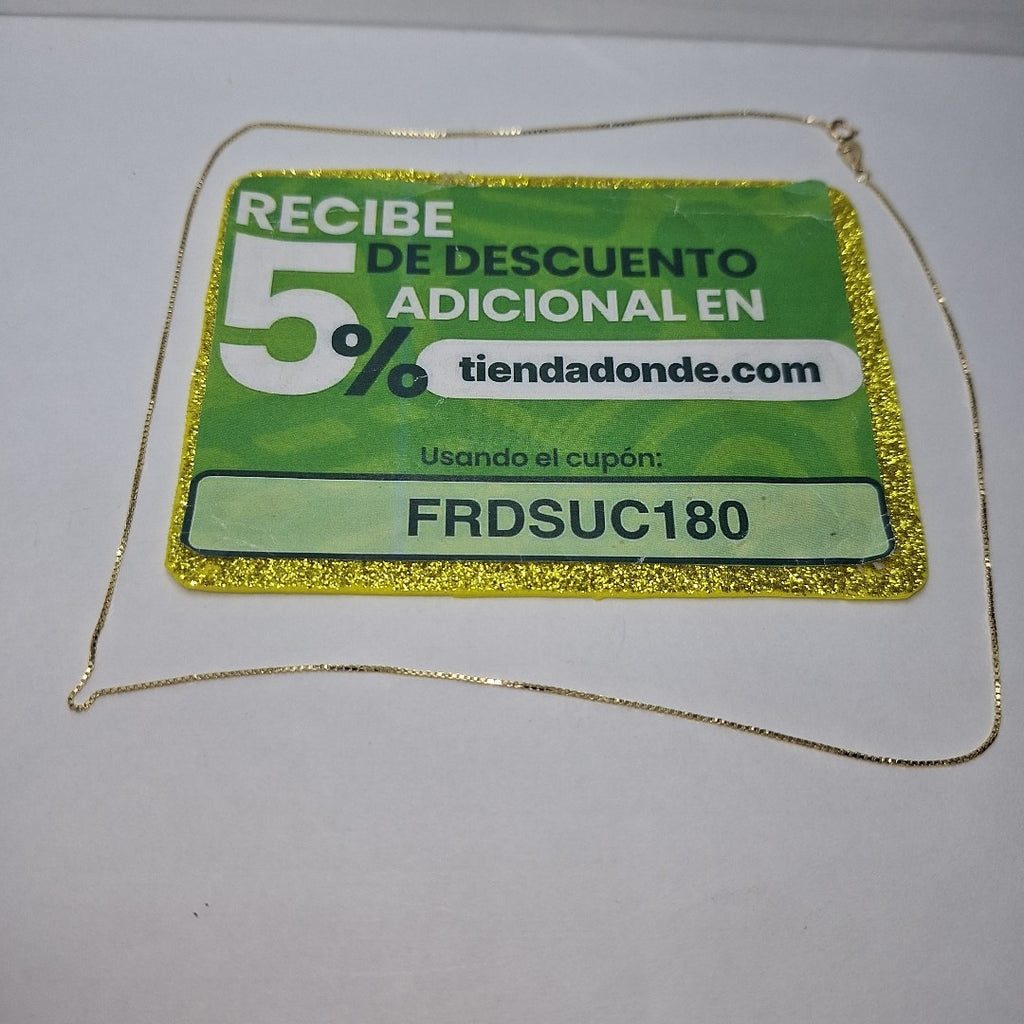 RECIBE
5%
DE DESCUENTO
ADICIONAL EN
tiendadonde.com
Usando el cupón:
FRDSUC180